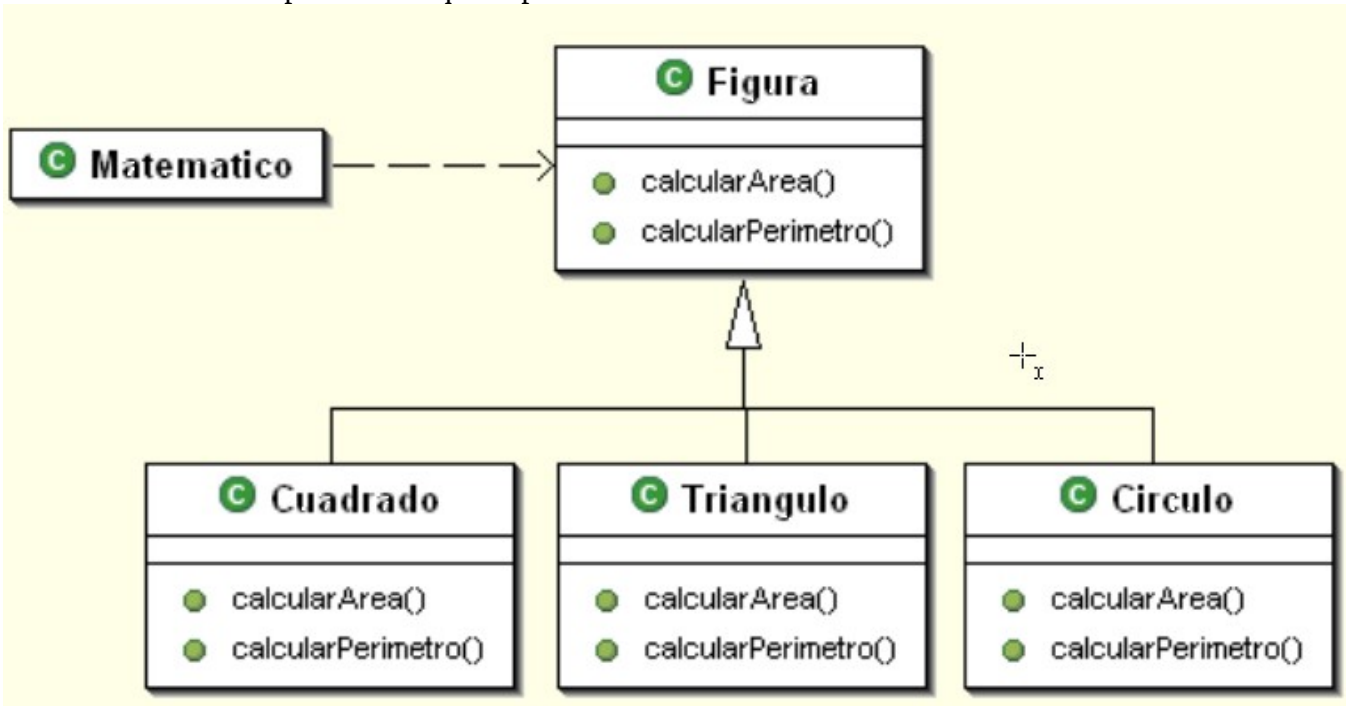 C Figura
C Matematico
calcularArea()
calcularPerimetro()
C Cuadrado
C Triangulo
C Circulo
calcularArea()
calcularArea()
calcularArea()
calcularPerimetro()
calcularPerimetro()
calcularPerimetro()